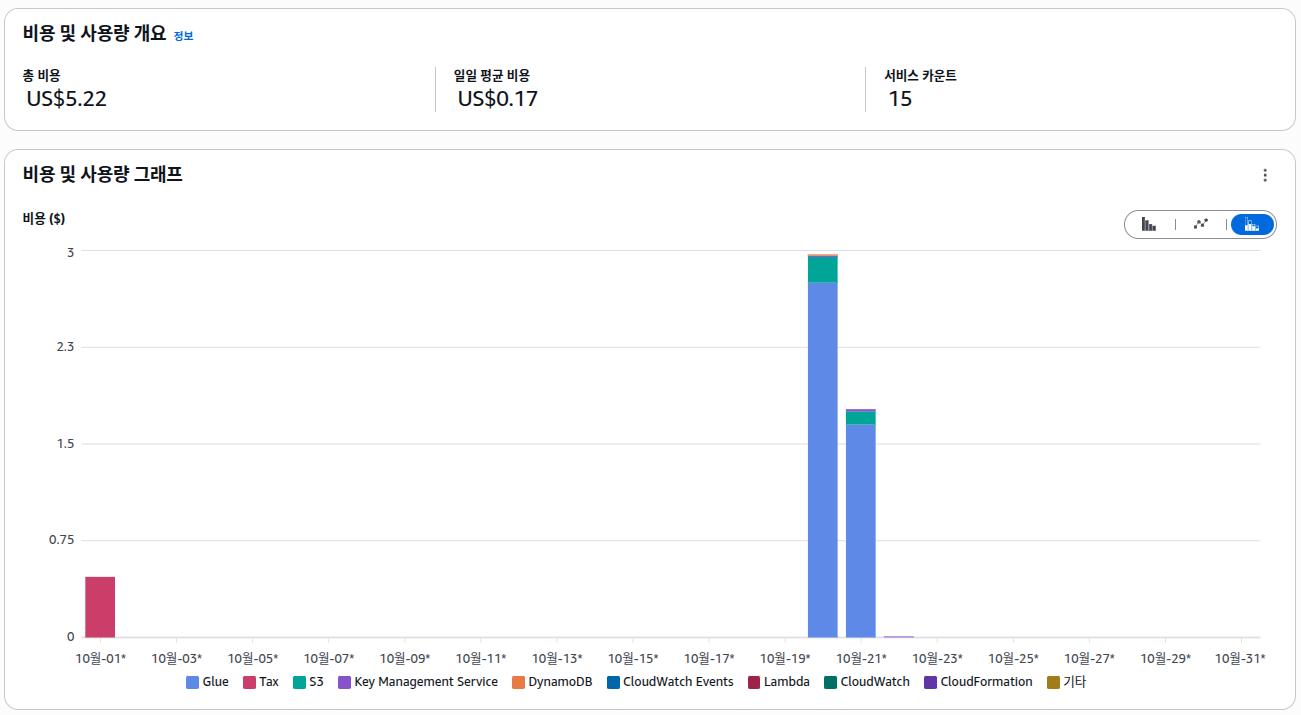 비용 및 사용량 개요 정보
총 비용 일일 평균 비용 서비스 카운트
US$5.22 US$0.17 15
비용 및 사용량 그래프
비용 ($)
3
2.3
1.5
0.75
0
10월-01* 10월-03* 10월-05* 10월-07* 10월-09* 10월-11* 10월-13* 10월-15* 10월-17* 10월-19* 10월-21* 10월-23* 10월-25* 10월-27* 10월-29* 10월-31*
Glue Tax S3 Key Management Service DynamoDB CloudWatch Events Lambda CloudWatch CloudFormation 기타